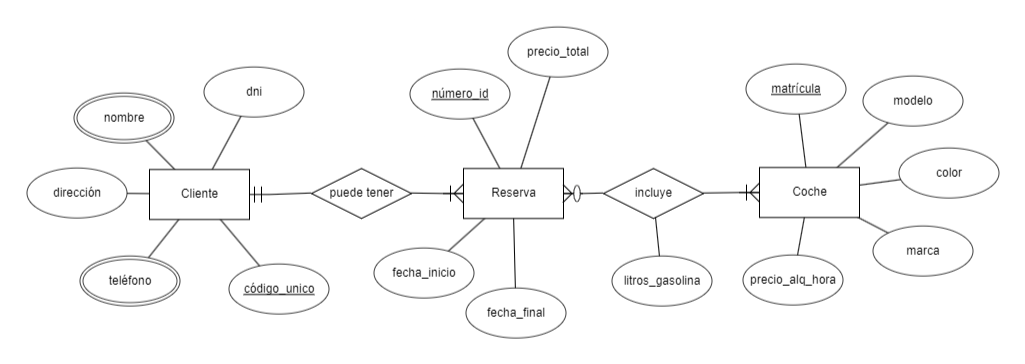 precio_total
dni
número_id
matrícula
nombre
modelo
dirección
Cliente
puede tener
Reserva
incluye
Coche
color
teléfono
código_unico
fecha_inicio
fecha_final
litros_gasolina
precio_alq_hora
marca